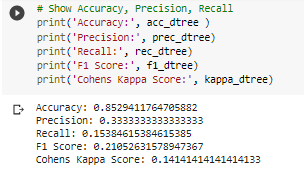 # Show Accuracy, Precision, Recall
print('Accuracy:', acc_dtree )
print('Precision:', prec_dtree)
print('Recall:', rec_dtree)
print('F1 Score:', f1_dtree)
print('Cohens Kappa Score:', kappa_dtree)
Accuracy: 0.8529411764705882
Precision: 0.3333333333333333
Recall: 0.15384615384615385
F1 Score: 0.21052631578947367
Cohens Kappa Score: 0.14141414141414133